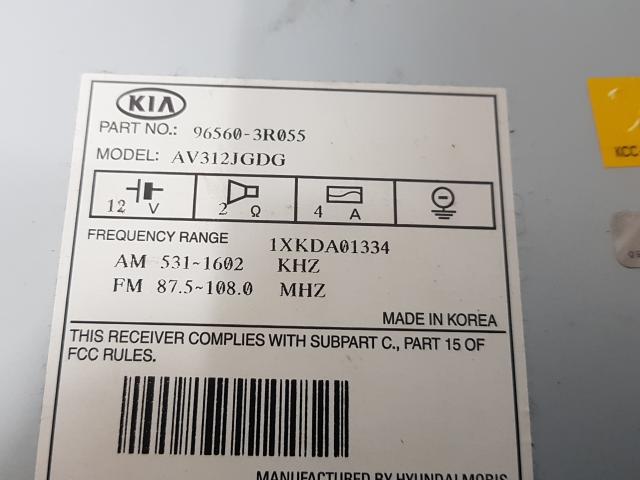 KIA
PART NO.: 96560-3R055
MODEL: AV312JGDG
12 V 2 Ω 4 A
FREQUENCY RANGE 1XKDA01334
AM 531~1602 KHZ
FM 87.5~108.0 MHZ
MADE IN KOREA
THIS RECEIVER COMPLIES WITH SUBPART C., PART 15 OF
FCC RULES.
MANUFACTURED BY HYUNDAI MOBIS
KCC